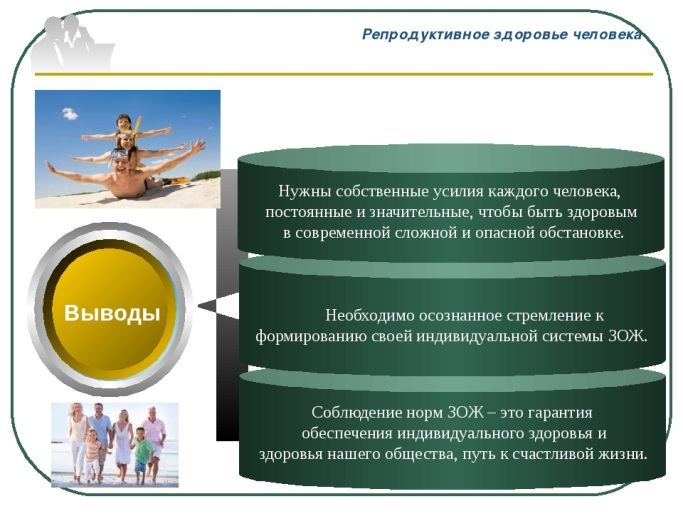 Репродуктивное здоровье человека
Нужны собственные усилия каждого человека,
постоянные и значительные, чтобы быть здоровым
в современной сложной и опасной обстановке.
Выводы
Необходимо осознанное стремление к
формированию своей индивидуальной системы ЗОЖ.
Соблюдение норм ЗОЖ – это гарантия
обеспечения индивидуального здоровья и
здоровья нашего общества, путь к счастливой жизни.